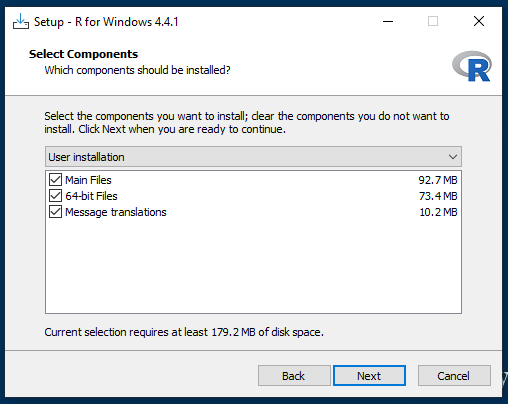 Setup - R for Windows 4.4.1
Select Components
Which components should be installed?
R
Select the components you want to install; clear the components you do not want to
install. Click Next when you are ready to continue.
User installation
Main Files 92.7 MB
64-bit Files 73.4 MB
Message translations 10.2 MB
Current selection requires at least 179.2 MB of disk space.
Back Next Cancel